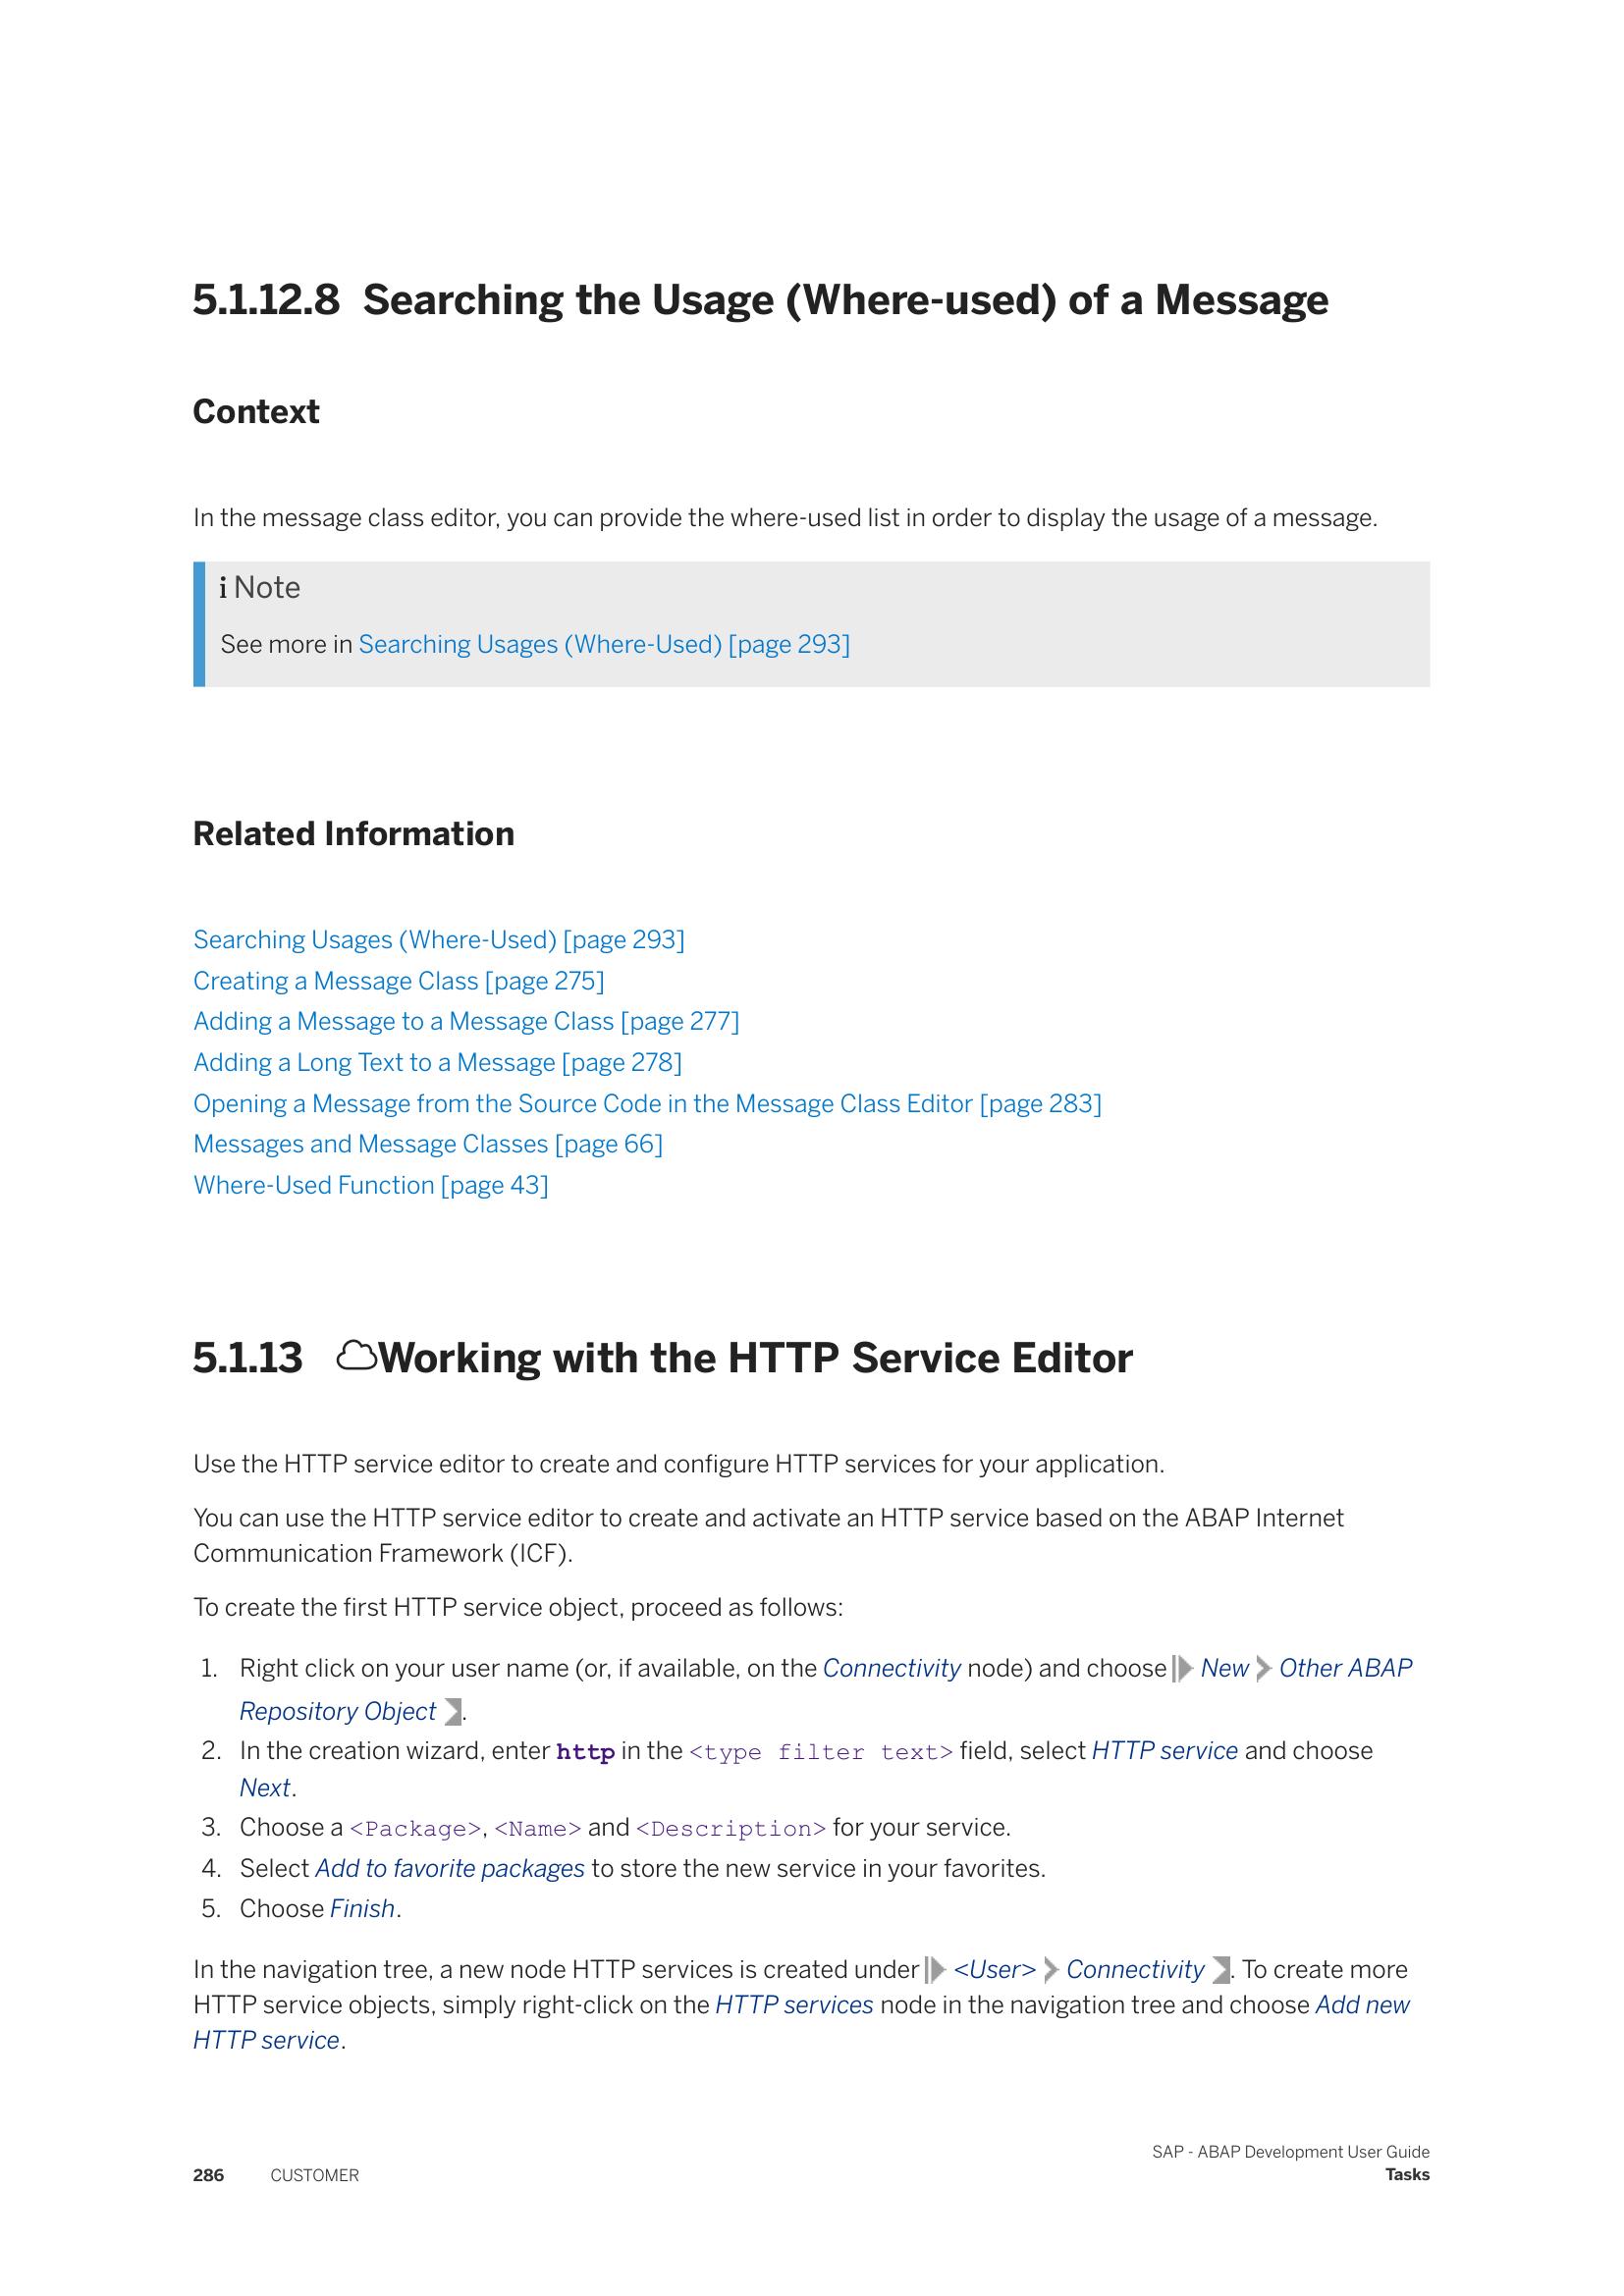 5.1.12.8 Searching the Usage (Where-used) of a Message
Context
In the message class editor, you can provide the where-used list in order to display the usage of a message.
i Note
See more in Searching Usages (Where-Used) [page 293]
Related Information
Searching Usages (Where-Used) [page 293]
Creating a Message Class [page 275]
Adding a Message to a Message Class [page 277]
Adding a Long Text to a Message [page 278]
Opening a Message from the Source Code in the Message Class Editor [page 283]
Messages and Message Classes [page 66]
Where-Used Function [page 43]
5.1.13 Working with the HTTP Service Editor
Use the HTTP service editor to create and configure HTTP services for your application.
You can use the HTTP service editor to create and activate an HTTP service based on the ABAP Internet
Communication Framework (ICF).
To create the first HTTP service object, proceed as follows:
1. Right click on your user name (or, if available, on the Connectivity node) and choose New Other ABAP
Repository Object .
2. In the creation wizard, enter http in the <type filter text> field, select HTTP service and choose
Next.
3. Choose a <Package>, <Name> and <Description> for your service.
4. Select Add to favorite packages to store the new service in your favorites.
5. Choose Finish.
In the navigation tree, a new node HTTP services is created under <User> Connectivity . To create more
HTTP service objects, simply right-click on the HTTP services node in the navigation tree and choose Add new
HTTP service.
SAP - ABAP Development User Guide
286 CUSTOMER Tasks